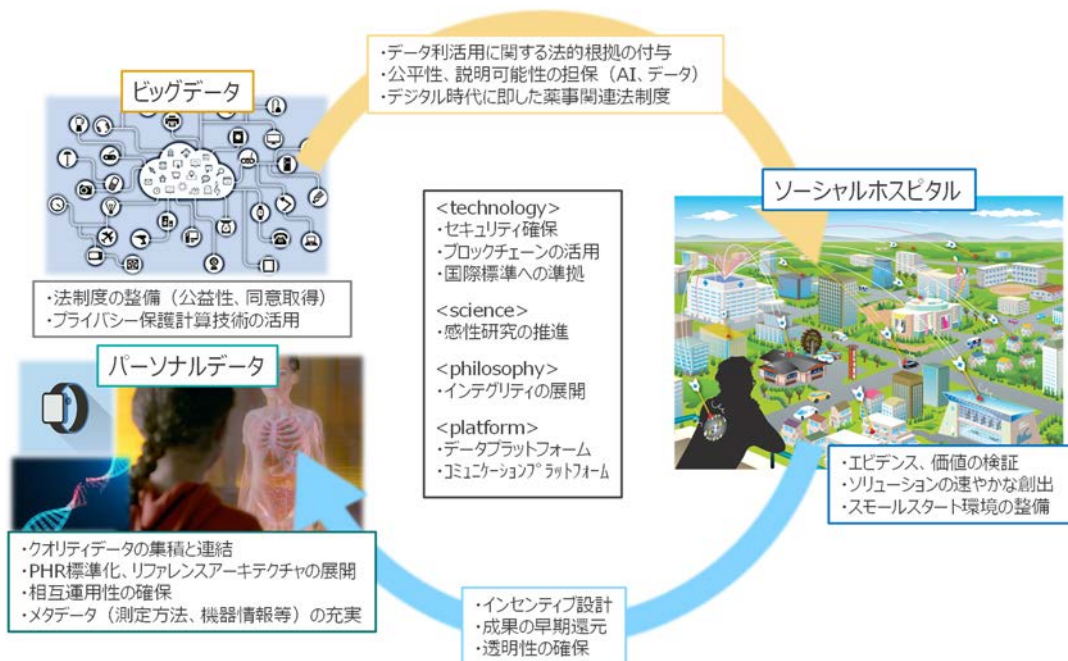 ・データ利活用に関する法的根拠の付与
・公平性、説明可能性の担保（AI、データ）
・デジタル時代に即した薬事関連法制度
ビッグデータ
・法制度の整備（公益性、同意取得）
・プライバシー保護計算技術の活用
パーソナルデータ
・クオリティデータの集積と連結
・PHR標準化、リファレンスアーキテクチャの展開
・相互運用性の確保
・メタデータ（測定方法、機器情報等）の充実
<technology>
・セキュリティ確保
・ブロックチェーンの活用
・国際標準への準拠
<science>
・感性研究の推進
<philosophy>
・インテグリティの展開
<platform>
・データプラットフォーム
・ｺﾐｭﾆｹｰｼｮﾝﾌﾟﾗｯﾄﾌｫｰﾑ
ソーシャルホスピタル
・エビデンス、価値の検証
・ソリューションの速やかな創出
・スモールスタート環境の整備
・インセンティブ設計
・成果の早期還元
・透明性の確保